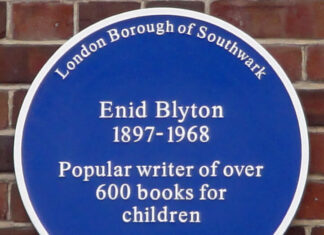 London Borough of Southwark
Enid Blyton
1897-1968
Popular writer of over
600 books for
children